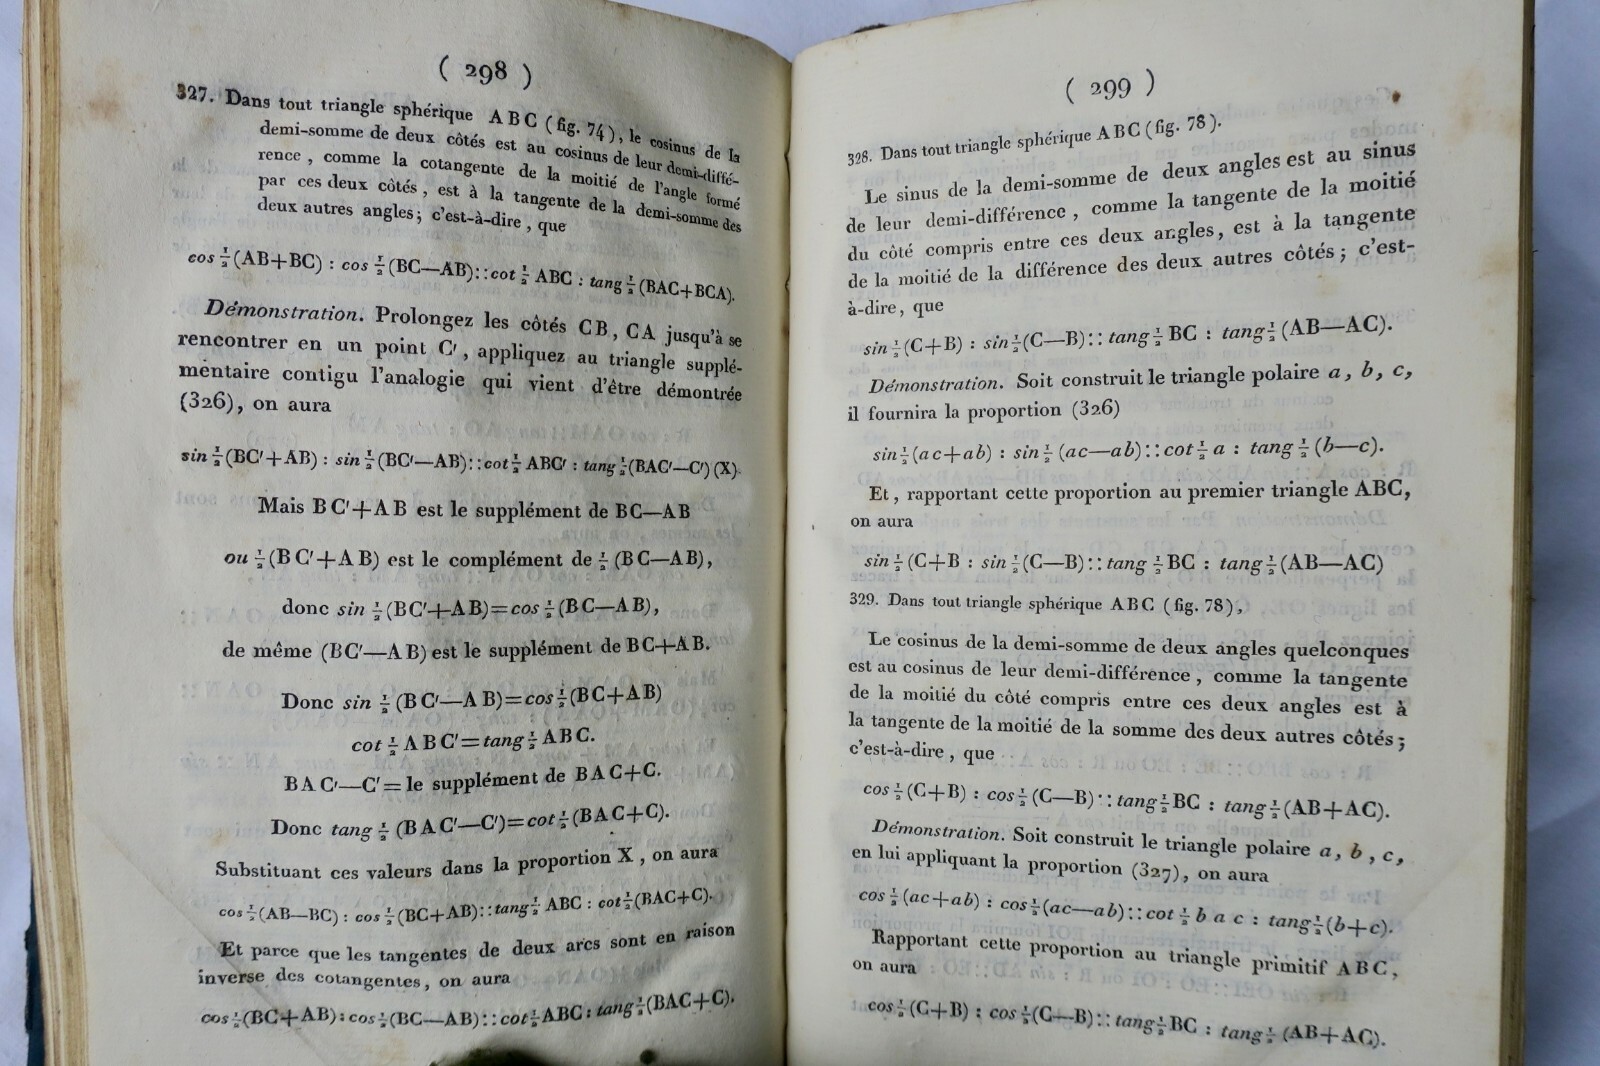 ( 298 )
327. Dans tout triangle sphérique ABC (fig. 74), le cosinus de la
demi-somme de deux côtés est au cosinus de leur demi-diffé-
rence, comme la cotangente de la moitié de l'angle formé
par ces deux côtés, est à la tangente de la demi-somme des
deux autres angles; c'est-à-dire, que
cos ½(AB+BC) : cos ½(BC—AB)::cot ½ ABC : tang ½(BAC+BCA).
Démonstration. Prolongez les côtés CB, CA jusqu'à se
rencontrer en un point C', appliquez au triangle supplé-
mentaire contigu l'analogie qui vient d'être démontrée
(326), on aura
sin ½(BC'+AB) : sin ½(BC'—AB)::cot ½ ABC' : tang ½(BAC'—C') (X)
Mais BC'+AB est le supplément de BC—AB
ou ½(BC'+AB) est le complément de ½(BC—AB),
donc sin ½(BC'+AB)=cos ½(BC—AB),
de même (BC'—AB) est le supplément de BC+AB.
Donc sin ½(BC'—AB)=cos ½(BC+AB)
cot ½ ABC'=tang ½ ABC.
BAC'—C'=le supplément de BAC+C.
Donc tang ½ (BAC'—C')=cot ½(BAC+C).
Substituant ces valeurs dans la proportion X, on aura
cos ½(AB—BC) : cos ½(BC+AB)::tang ½ ABC : cot ½(BAC+C).
Et parce que les tangentes de deux arcs sont en raison
inverse des cotangentes, on aura
cos ½(BC+AB) : cos ½(BC—AB)::cot ½ ABC : tang ½(BAC+C).
( 299 )
328. Dans tout triangle sphérique ABC (fig. 78).
Le sinus de la demi-somme de deux angles est au sinus
de leur demi-différence, comme la tangente de la moitié
du côté compris entre ces deux angles, est à la tangente
de la moitié de la différence des deux autres côtés; c'est-
à-dire, que
sin ½(C+B) : sin ½(C—B)::tang ½ BC : tang ½(AB—AC).
Démonstration. Soit construit le triangle polaire a, b, c,
il fournira la proportion (326)
sin ½(ac+ab) : sin ½ (ac—ab)::cot ½ a : tang ½ (b—c).
Et, rapportant cette proportion au premier triangle ABC,
on aura
sin ½ (C+B : sin ½(C—B)::tang ½ BC : tang ½(AB—AC)
329. Dans tout triangle sphérique ABC (fig. 78),
Le cosinus de la demi-somme de deux angles quelconques
est au cosinus de leur demi-différence, comme la tangente
de la moitié du côté compris entre ces deux angles est à
la tangente de la moitié de la somme des deux autres côtés;
c'est-à-dire, que
cos ½(C+B) : cos ½(C—B)::tang ½ BC : tang ½(AB+AC).
Démonstration. Soit construit le triangle polaire a, b, c,
en lui appliquant la proportion (327), on aura
cos ½ (ac+ab) : cos ½(ac—ab)::cot ½ b a c : tang ½(b+c).
Rapportant cette proportion au triangle primitif ABC,
on aura
cos ½(C+B) : cos ½(C—B)::tang ½ BC : tang ½ (AB+AC).